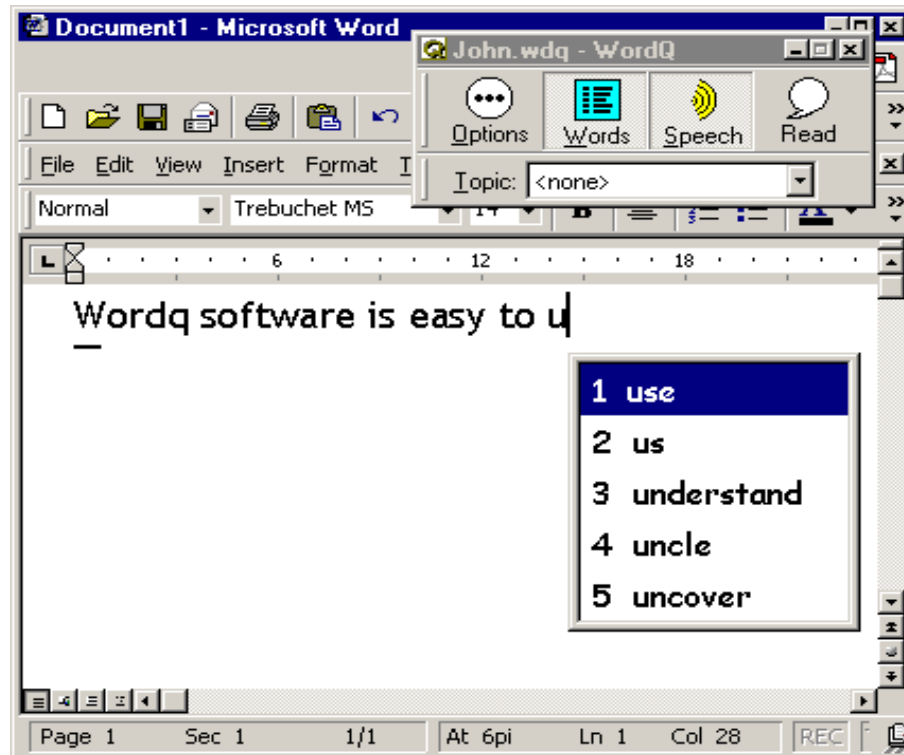 Document1 - Microsoft Word
John.wdq - WordQ
Options Words Speech Read
File Edit View Insert Format T
Topic: <none>
Normal Trebuchet MS 14 B A
6 12 18
Wordq software is easy to u
1 use
2 us
3 understand
4 uncle
5 uncover
Page 1 Sec 1 1/1 At 6pi Ln 1 Col 28 REC